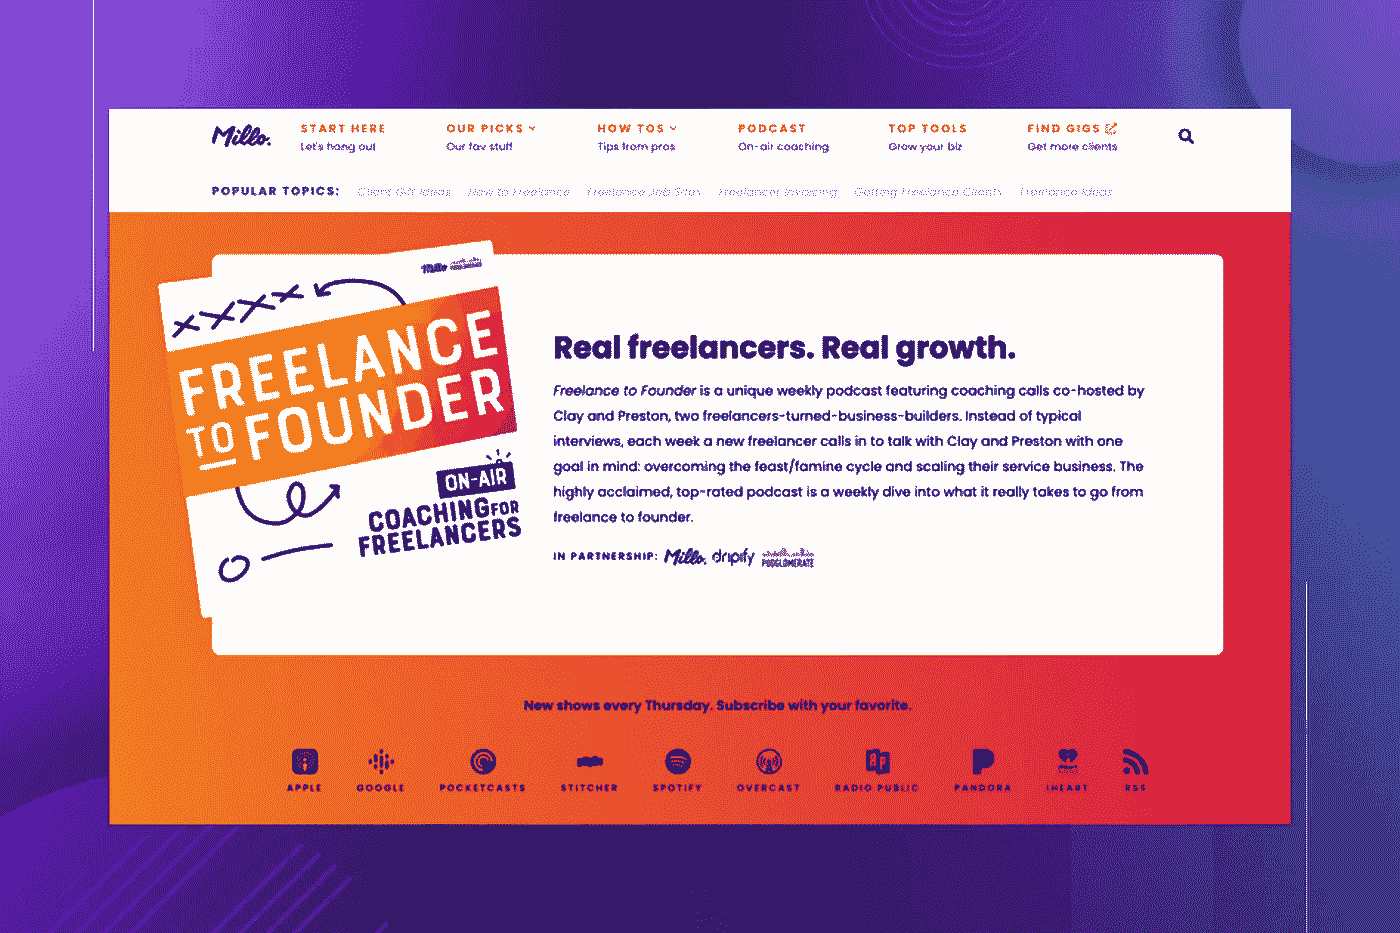 Millo.
START HERE
Let's hang out
OUR PICKS
Our fav stuff
HOW TOS
Tips from pros
PODCAST
On-air coaching
TOP TOOLS
Grow your biz
FIND GIGS
Get more clients
POPULAR TOPICS: Client Gift Ideas How to Freelance Freelance Job Sites Freelancer Invoicing Getting Freelance Clients Freelance Ideas
Millo
FREELANCE
TO FOUNDER
ON-AIR
COACHING FOR
FREELANCERS
Real freelancers. Real growth.
Freelance to Founder is a unique weekly podcast featuring coaching calls co-hosted by
Clay and Preston, two freelancers-turned-business-builders. Instead of typical
interviews, each week a new freelancer calls in to talk with Clay and Preston with one
goal in mind: overcoming the feast/famine cycle and scaling their service business. The
highly acclaimed, top-rated podcast is a weekly dive into what it really takes to go from
freelance to founder.
IN PARTNERSHIP: Millo. dripify PODGLOMERATE
New shows every Thursday. Subscribe with your favorite.
APPLE GOOGLE POCKETCASTS STITCHER SPOTIFY OVERCAST RADIO PUBLIC PANDORA IHEART RSS